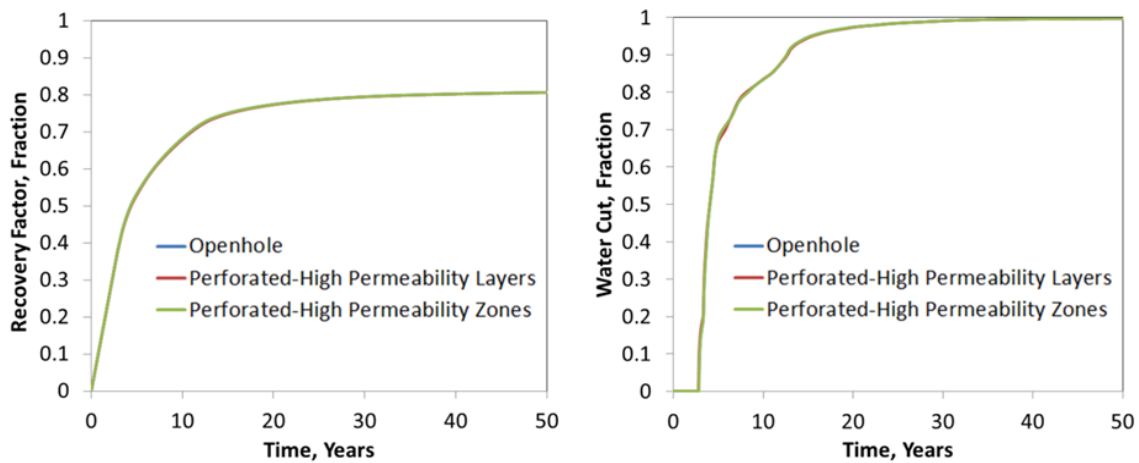 1
0.9
0.8
0.7
0.6
0.5
0.4
0.3
0.2
0.1
0
Recovery Factor, Fraction
Openhole
Perforated-High Permeability Layers
Perforated-High Permeability Zones
0 10 20 30 40 50
Time, Years
1
0.9
0.8
0.7
0.6
0.5
0.4
0.3
0.2
0.1
0
Water Cut, Fraction
Openhole
Perforated-High Permeability Layers
Perforated-High Permeability Zones
0 10 20 30 40 50
Time, Years